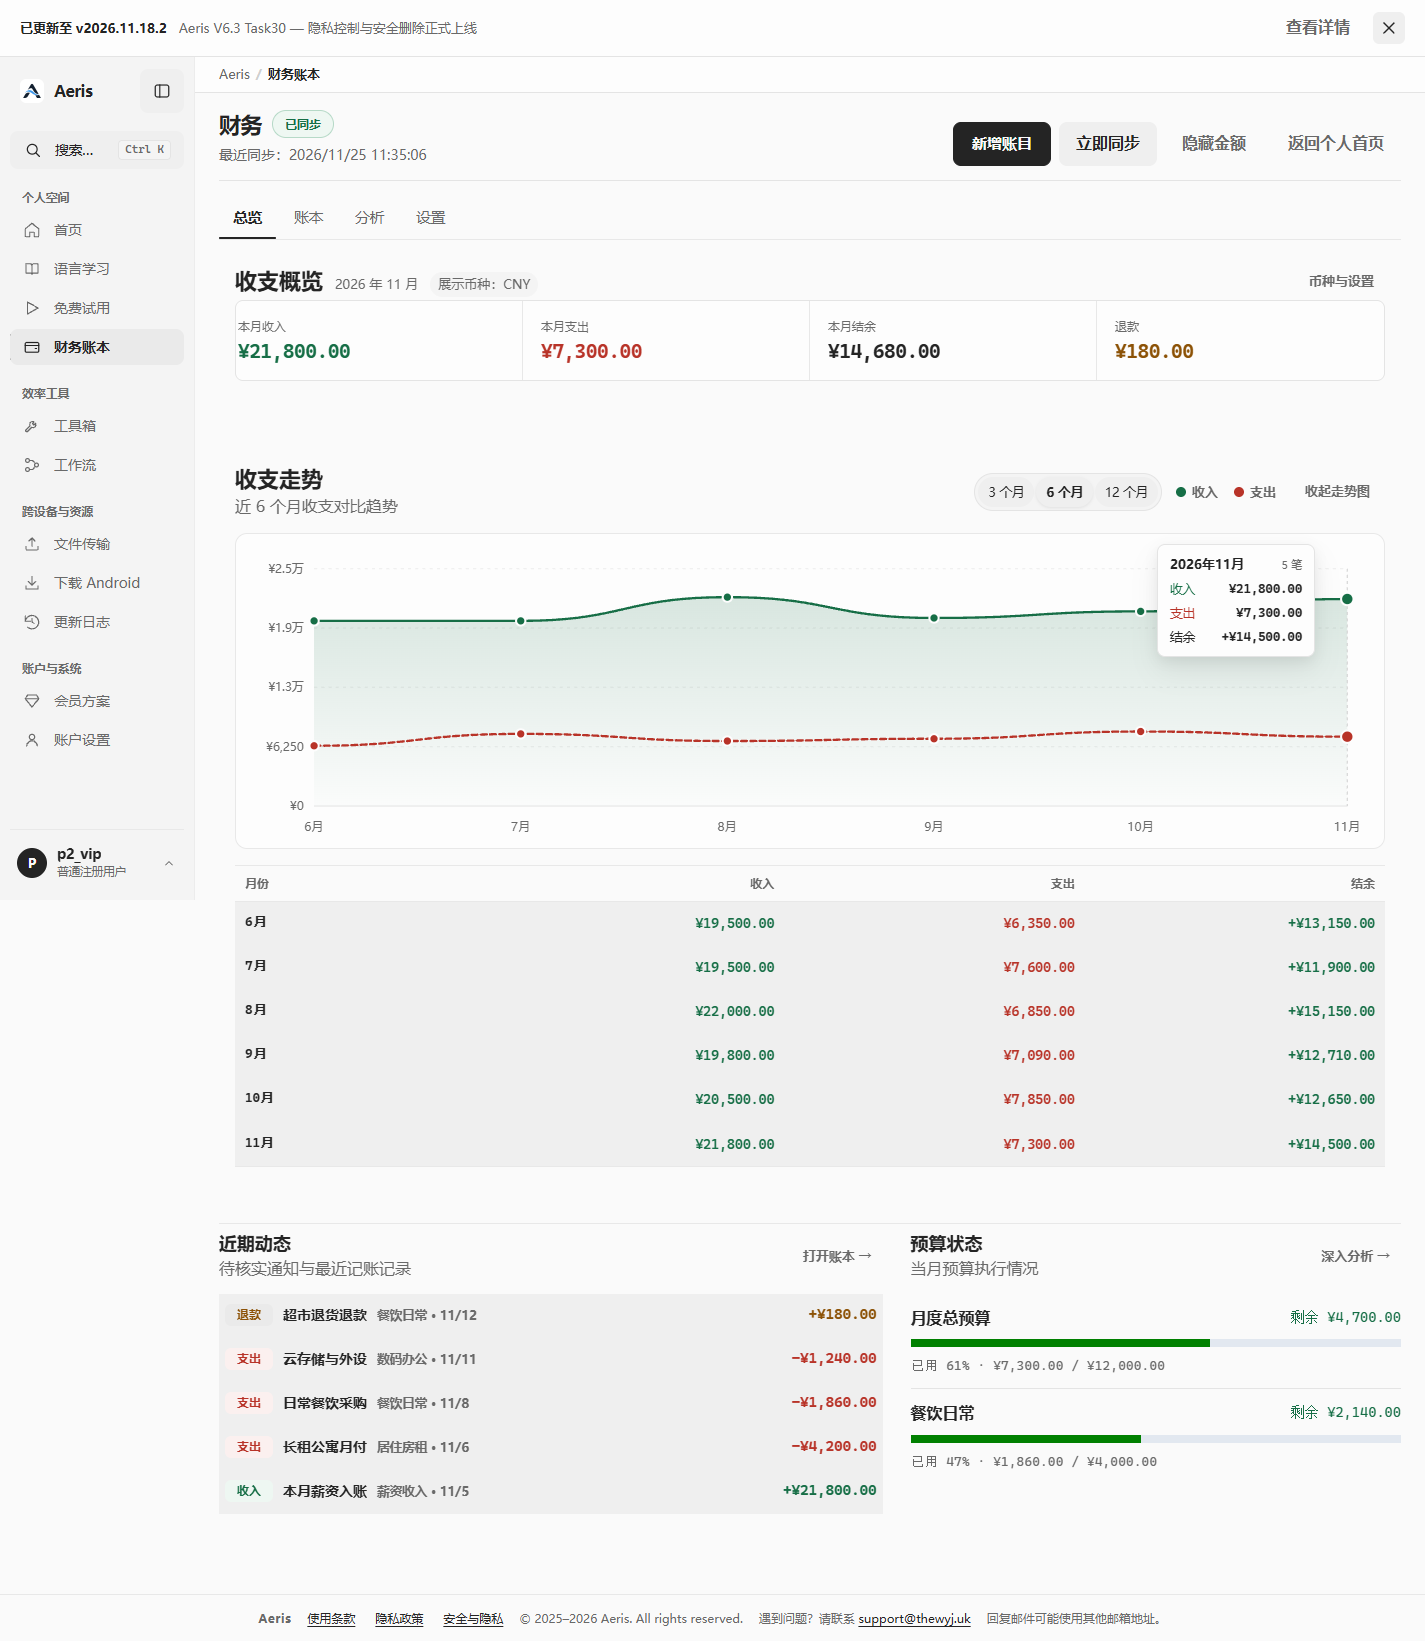 已更新至 v2026.11.18.2 Aeris V6.3 Task30 — 隐私控制与安全删除正式上线 查看详情
Aeris
搜索... Ctrl K
个人空间
首页
语言学习
免费试用
财务账本
效率工具
工具箱
工作流
跨设备与资源
文件传输
下载 Android
更新日志
账户与系统
会员方案
账户设置
P p2_vip
普通注册用户
Aeris / 财务账本
财务 已同步
最近同步：2026/11/25 11:35:06
新增账目 立即同步 隐藏金额 返回个人首页
总览 账本 分析 设置
收支概览 2026 年 11 月 展示币种：CNY 币种与设置
本月收入 本月支出 本月结余 退款
¥21,800.00 ¥7,300.00 ¥14,680.00 ¥180.00
收支走势
近 6 个月收支对比趋势
3 个月 6 个月 12 个月 收入 支出 收起走势图
¥2.5万
¥1.9万
¥1.3万
¥6,250
¥0
6月 7月 8月 9月 10月 11月
2026年11月 5 笔
收入 ¥21,800.00
支出 ¥7,300.00
结余 +¥14,500.00
月份 收入 支出 结余
6月 ¥19,500.00 ¥6,350.00 +¥13,150.00
7月 ¥19,500.00 ¥7,600.00 +¥11,900.00
8月 ¥22,000.00 ¥6,850.00 +¥15,150.00
9月 ¥19,800.00 ¥7,090.00 +¥12,710.00
10月 ¥20,500.00 ¥7,850.00 +¥12,650.00
11月 ¥21,800.00 ¥7,300.00 +¥14,500.00
近期动态
待核实通知与最近记账记录
打开账本 →
退款 超市退货退款 餐饮日常 • 11/12 +¥180.00
支出 云存储与外设 数码办公 • 11/11 −¥1,240.00
支出 日常餐饮采购 餐饮日常 • 11/8 −¥1,860.00
支出 长租公寓月付 居住房租 • 11/6 −¥4,200.00
收入 本月薪资入账 薪资收入 • 11/5 +¥21,800.00
预算状态
当月预算执行情况
深入分析 →
月度总预算 剩余 ¥4,700.00
已用 61% · ¥7,300.00 / ¥12,000.00
餐饮日常 剩余 ¥2,140.00
已用 47% · ¥1,860.00 / ¥4,000.00
Aeris 使用条款 隐私政策 安全与隐私 © 2025–2026 Aeris. All rights reserved. 遇到问题？请联系 support@thewyj.uk 回复邮件可能使用其他邮箱地址。